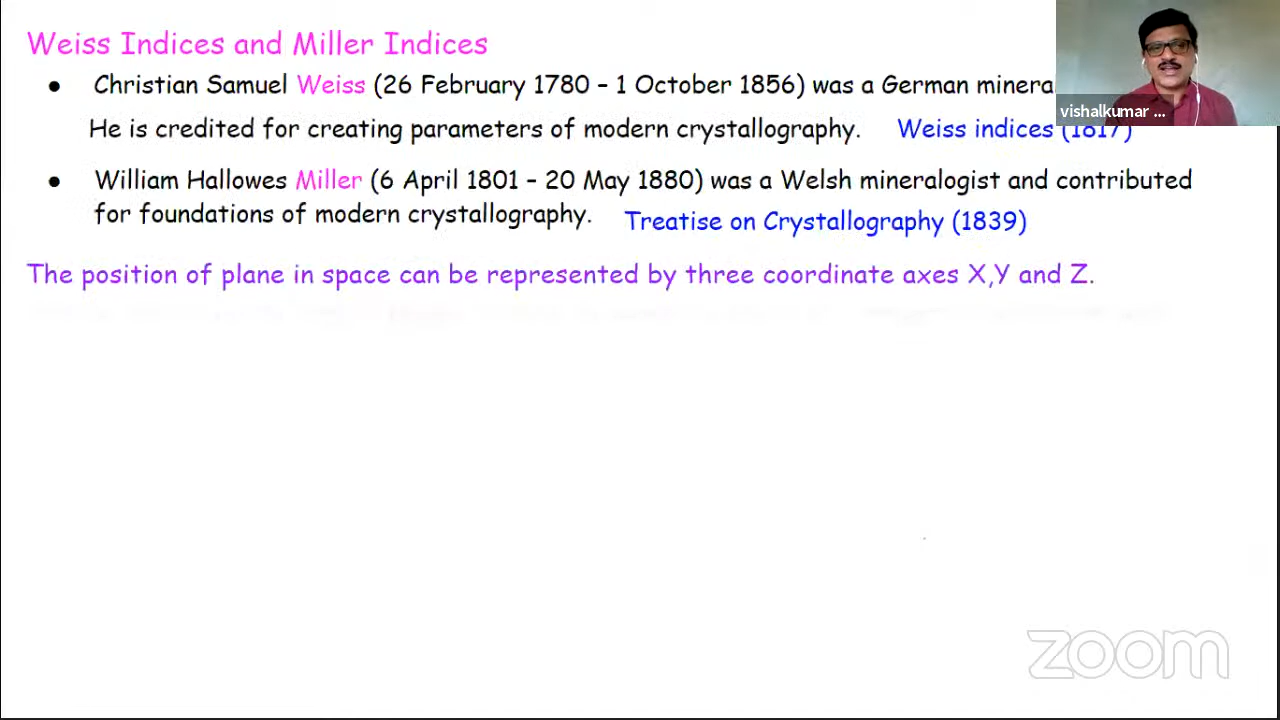 Weiss Indices and Miller Indices
● Christian Samuel Weiss (26 February 1780 – 1 October 1856) was a German
vishalkumar ...
He is credited for creating parameters of modern crystallography. Weiss indices (1817)
● William Hallowes Miller (6 April 1801 – 20 May 1880) was a Welsh mineralogist and contributed
for foundations of modern crystallography. Treatise on Crystallography (1839)
The position of plane in space can be represented by three coordinate axes X,Y and Z.
zoom